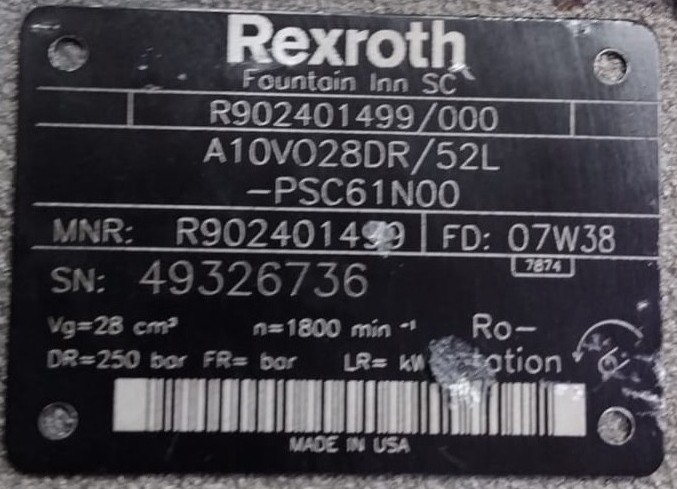 Rexroth
Fountain Inn SC
R902401499/000
A10VO28DR/52L
-PSC61N00
MNR: R902401499 FD: 07W38
7874
SN: 49326736
Vg=28 cm³ n=1800 min⁻¹ Ro-
DR=250 bar FR= bar LR= kW tation
MADE IN USA